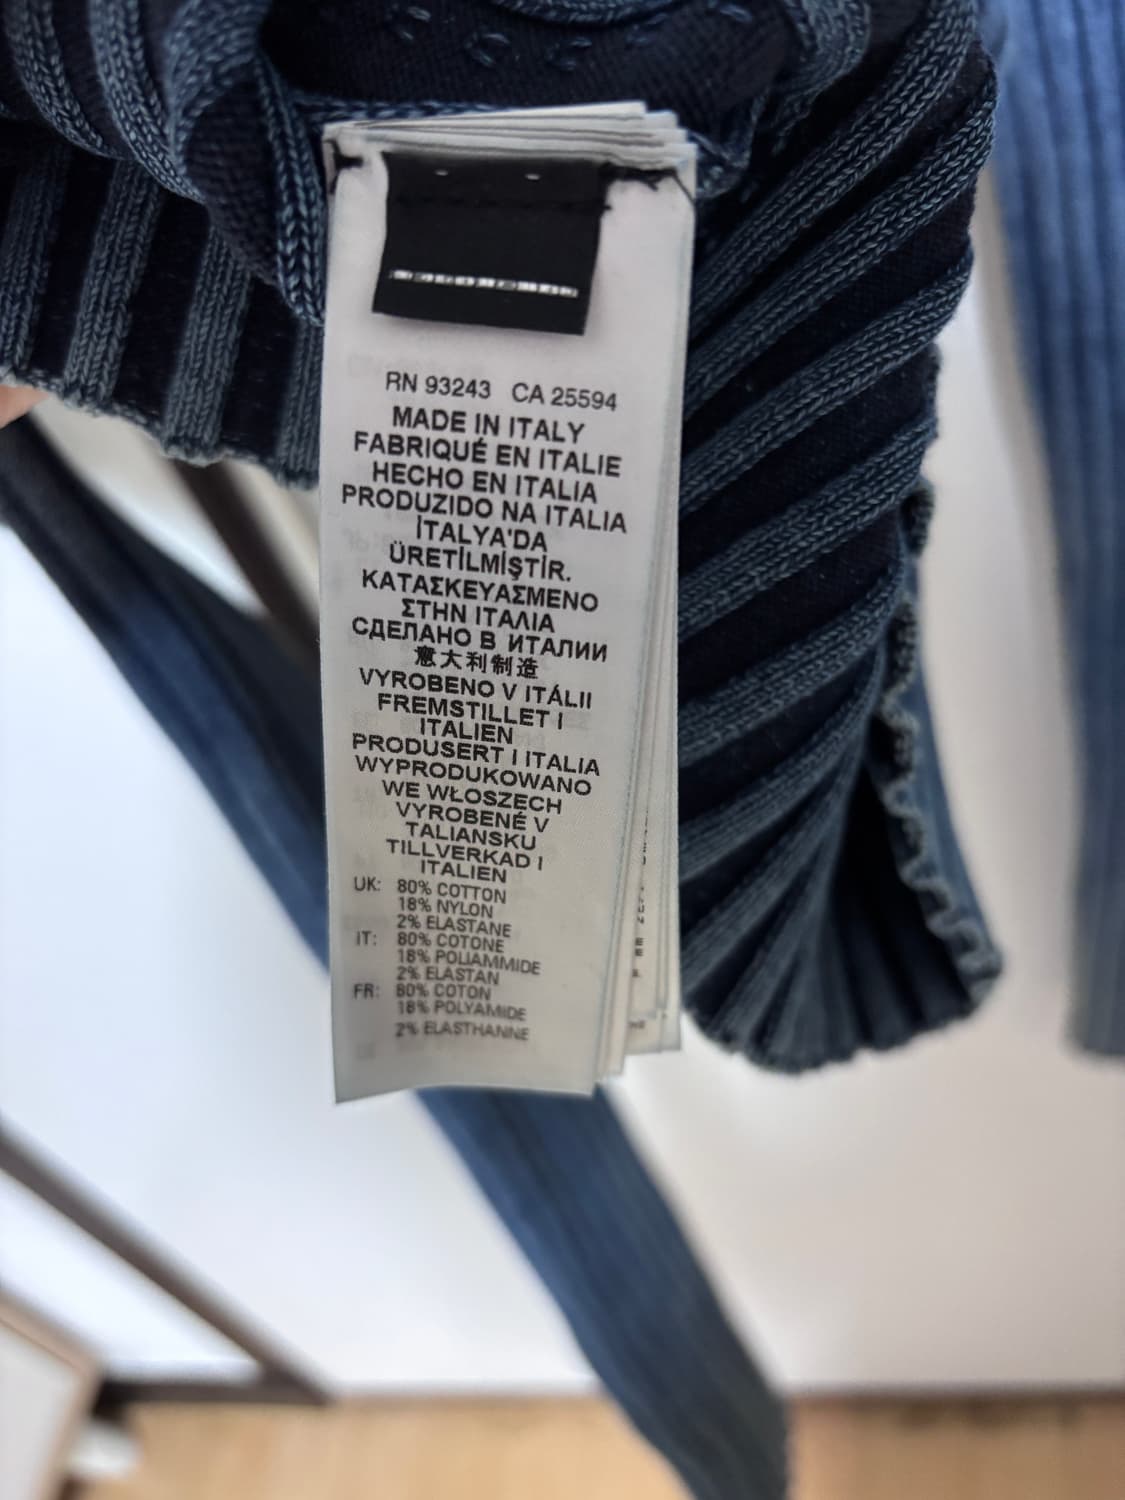 RN 93243 CA 25594
MADE IN ITALY
FABRIQUÉ EN ITALIE
HECHO EN ITALIA
PRODUZIDO NA ITALIA
İTALYA'DA
ÜRETİLMİŞTİR.
ΚΑΤΑΣΚΕΥΑΣΜΕΝΟ
ΣΤΗΝ ΙΤΑΛΙΑ
СДЕЛАНО В ИТАЛИИ
意大利制造
VYROBENO V ITÁLII
FREMSTILLET I
ITALIEN
PRODUSERT I ITALIA
WYPRODUKOWANO
WE WŁOSZECH
VYROBENÉ V
TALIANSKU
TILLVERKAD I
ITALIEN
UK: 80% COTTON
18% NYLON
2% ELASTANE
IT: 80% COTONE
18% POLIAMMIDE
2% ELASTAN
FR: 80% COTON
18% POLYAMIDE
2% ELASTHANNE